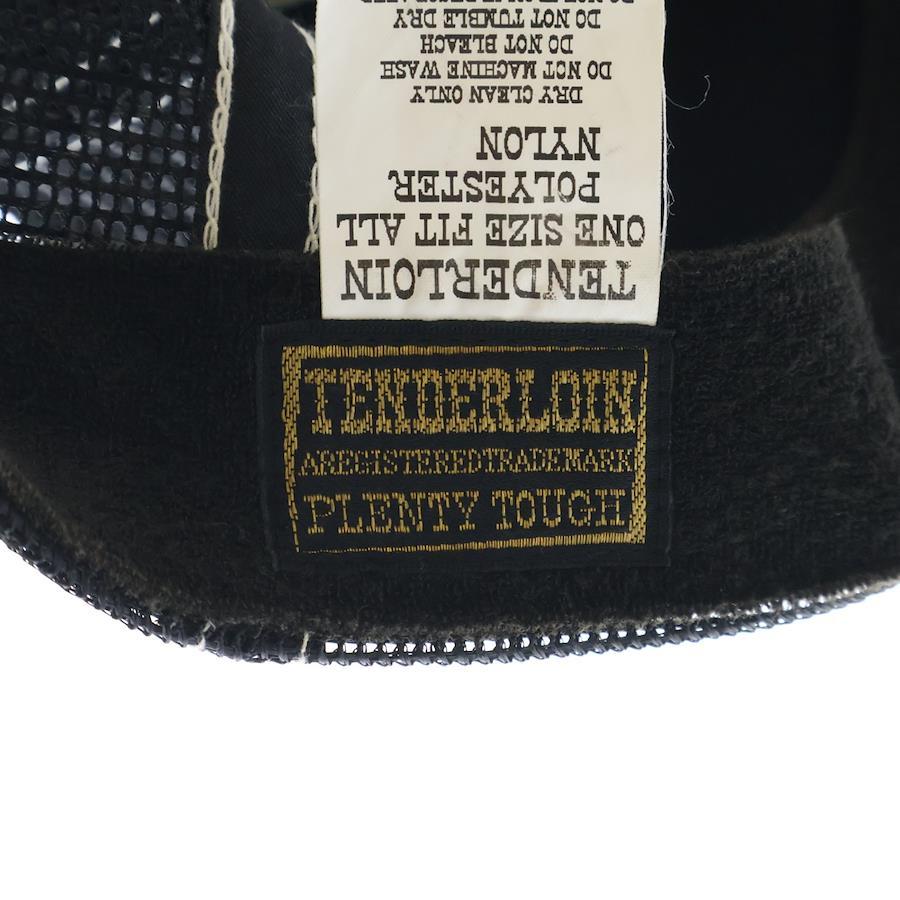 TENDERLOIN
ONE SIZE FIT ALL
POLYESTER
NYLON
DRY CLEAN ONLY
DO NOT MACHINE WASH
DO NOT BLEACH
DO NOT TUMBLE DRY
TENDERLOIN
AREGISTEREDTRADEMARK
PLENTY TOUGH